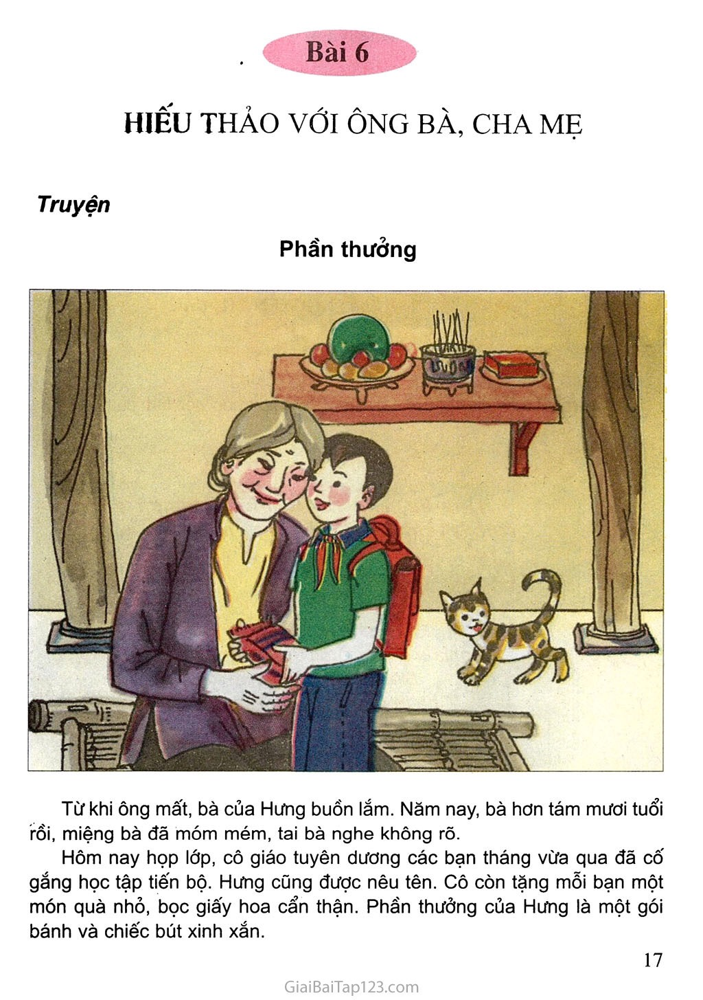 Bài 6
HIẾU THẢO VỚI ÔNG BÀ, CHA MẸ
Truyện
Phần thưởng
Từ khi ông mất, bà của Hưng buồn lắm. Năm nay, bà hơn tám mươi tuổi
rồi, miệng bà đã móm mém, tai bà nghe không rõ.
Hôm nay họp lớp, cô giáo tuyên dương các bạn tháng vừa qua đã cố
gắng học tập tiến bộ. Hưng cũng được nêu tên. Cô còn tặng mỗi bạn một
món quà nhỏ, bọc giấy hoa cẩn thận. Phần thưởng của Hưng là một gói
bánh và chiếc bút xinh xắn.
17
GiaiBaiTap123.com